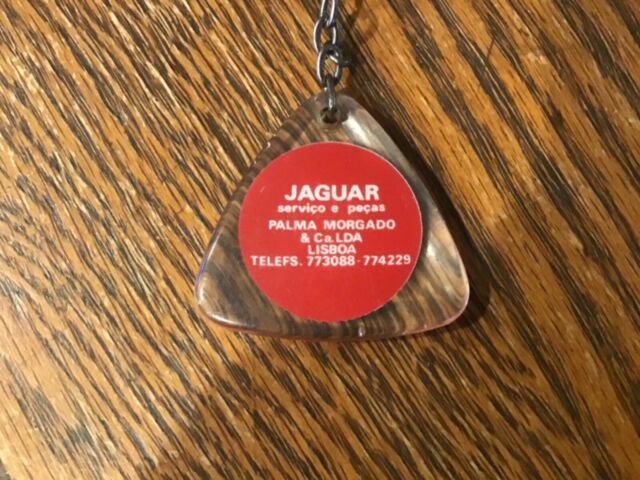 JAGUAR
serviço e peças
PALMA MORGADO
& Ca.LDA
LISBOA
TELEFS. 773088-774229